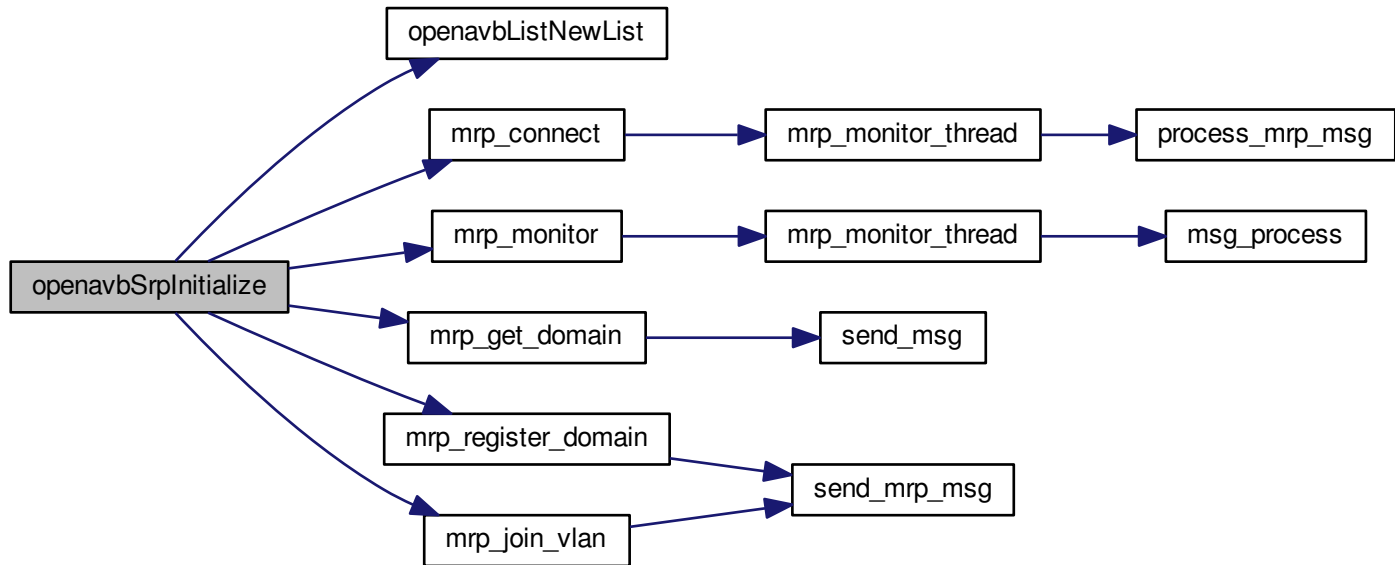 openavbListNewList
mrp_connect
mrp_monitor_thread
process_mrp_msg
mrp_monitor
mrp_monitor_thread
msg_process
openavbSrpInitialize
mrp_get_domain
send_msg
mrp_register_domain
send_mrp_msg
mrp_join_vlan